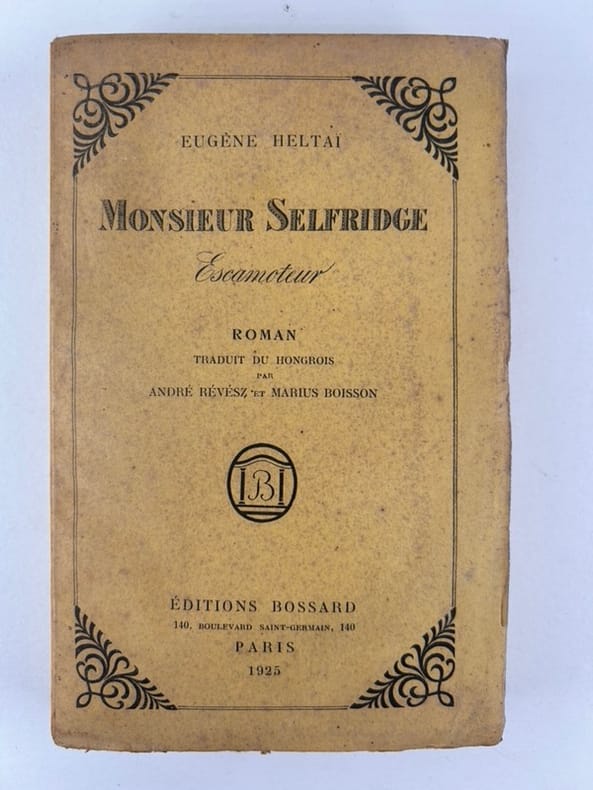 EUGÈNE HELTAÏ
MONSIEUR SELFRIDGE
Escamoteur
ROMAN
TRADUIT DU HONGROIS
PAR
ANDRÉ RÉVÉSZ ET MARIUS BOISSON
B
ÉDITIONS BOSSARD
140, BOULEVARD SAINT-GERMAIN, 140
PARIS
1925